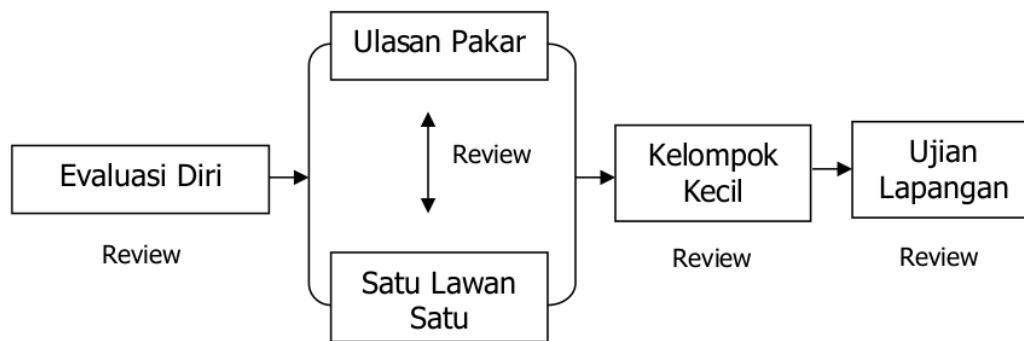 Evaluasi Diri
Review
Ulasan Pakar
Review
Satu Lawan
Satu
Kelompok
Kecil
Review
Ujian
Lapangan
Review